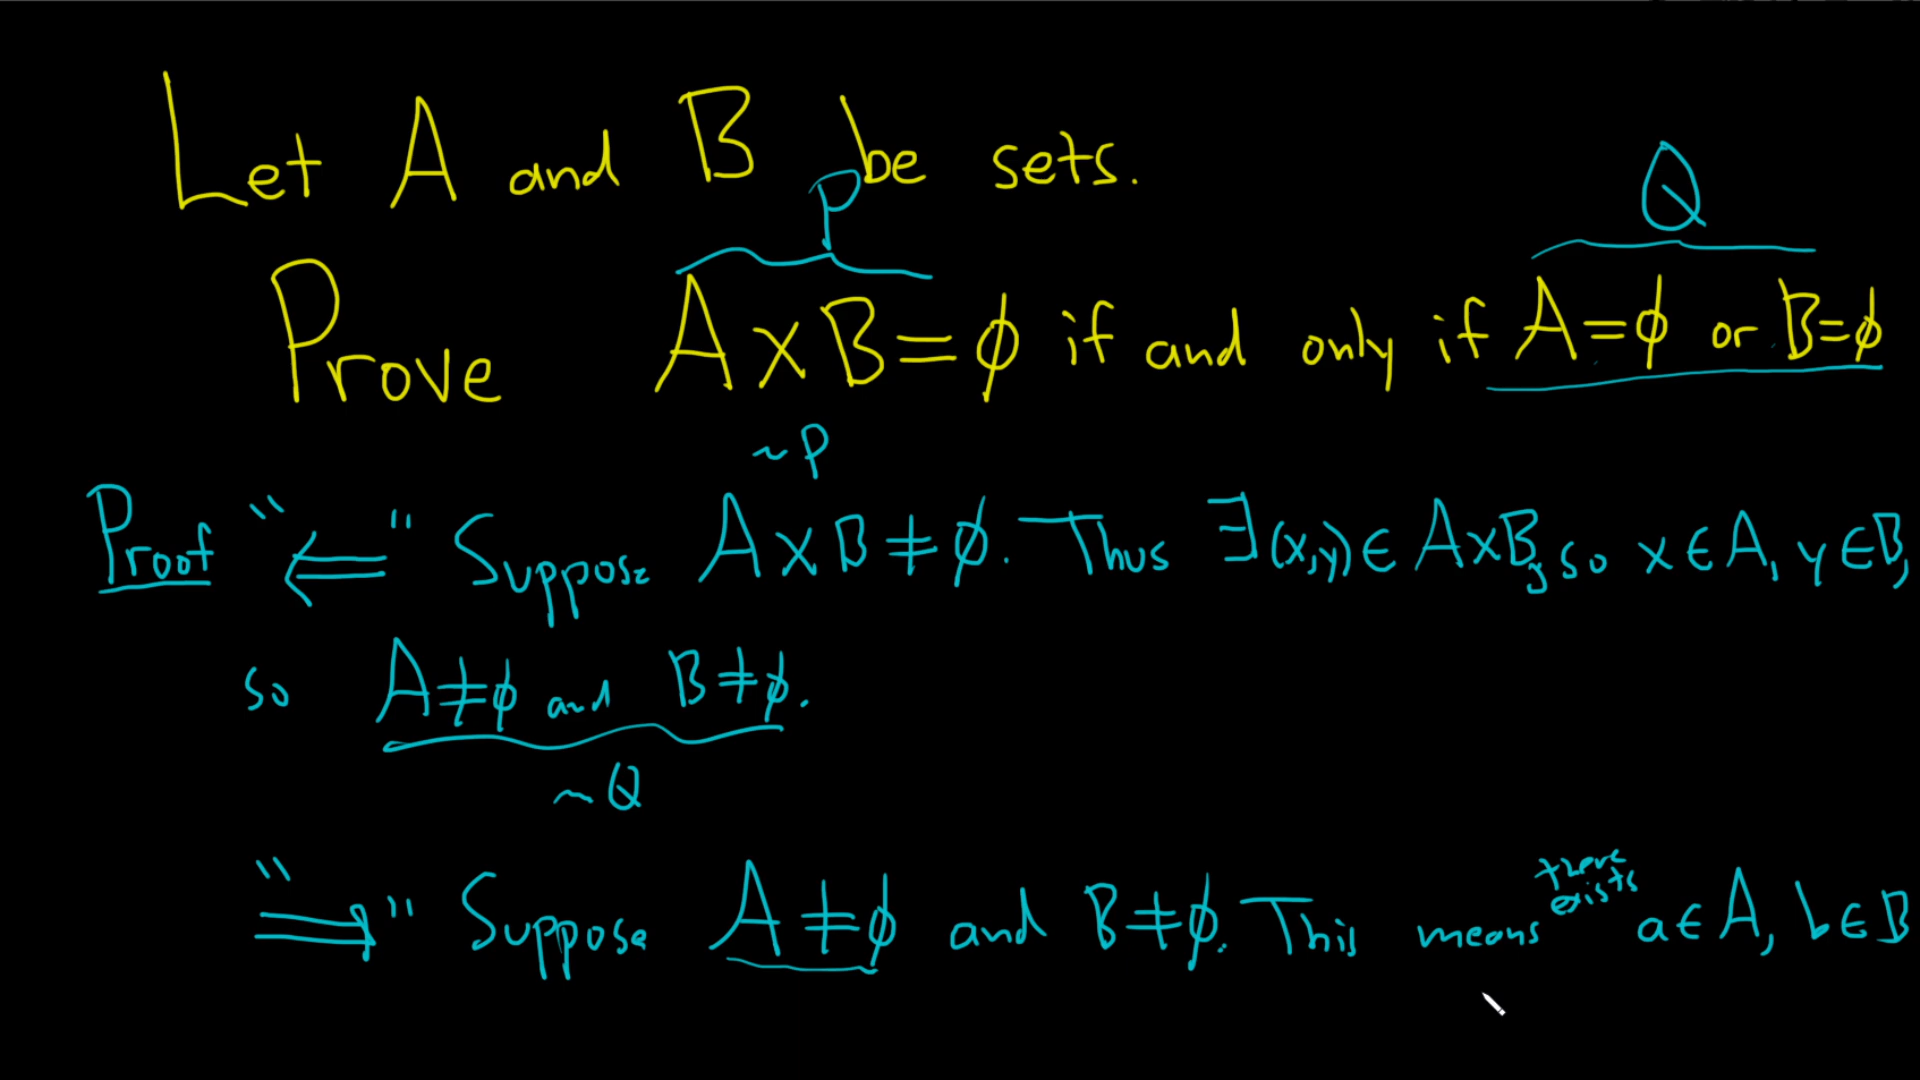 Let A and B be sets.
P
Q
Prove A×B=∅ if and only if A=∅ or B=∅
~P
Proof "⇐" Suppose A×B≠∅. Thus ∃(x,y)∈A×B, so x∈A, y∈B,
so A≠∅ and B≠∅.
~Q
"⇒" Suppose A≠∅ and B≠∅. This means there exists a∈A, b∈B